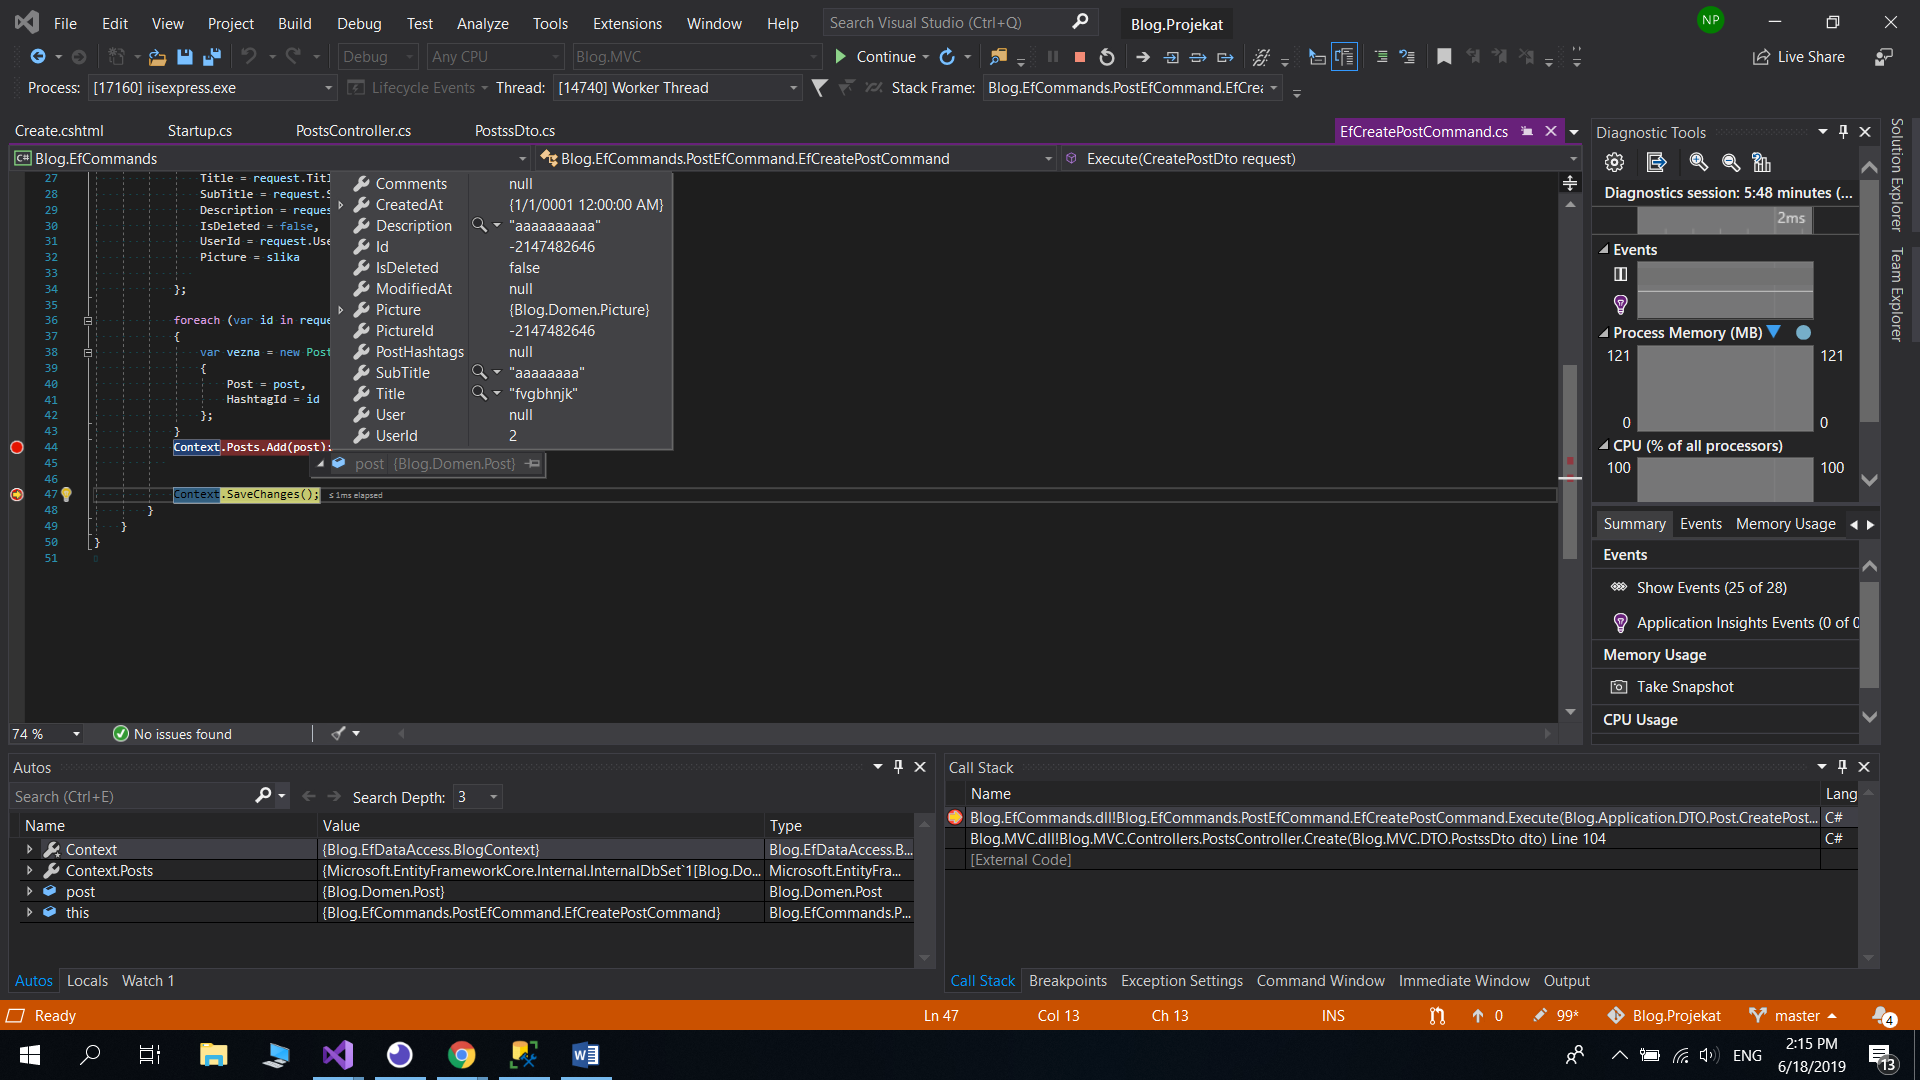 File Edit View Project Build Debug Test Analyze Tools Extensions Window Help Search Visual Studio (Ctrl+Q) Blog.Projekat NP
Debug Any CPU Blog.MVC Continue Live Share
Process: [17160] iisexpress.exe Lifecycle Events Thread: [14740] Worker Thread Stack Frame: Blog.EfCommands.PostEfCommand.EfCrea
Create.cshtml Startup.cs PostsController.cs PostssDto.cs EfCreatePostCommand.cs
C# Blog.EfCommands Blog.EfCommands.PostEfCommand.EfCreatePostCommand Execute(CreatePostDto request)
27 Title = request.Titl
28 SubTitle = request.S
29 Description = reques
30 IsDeleted = false,
31 UserId = request.Use
32 Picture = slika
33
34 };
35
36 foreach (var id in reque
37 {
38 var vezna = new Post
39 {
40 Post = post,
41 HashtagId = id
42 };
43 }
44 Context.Posts.Add(post);
45
46
47 Context.SaveChanges(); ≤ 1ms elapsed
48 }
49 }
50 }
51
Comments null
CreatedAt {1/1/0001 12:00:00 AM}
Description "aaaaaaaaaa"
Id -2147482646
IsDeleted false
ModifiedAt null
Picture {Blog.Domen.Picture}
PictureId -2147482646
PostHashtags null
SubTitle "aaaaaaaa"
Title "fvgbhnjk"
User null
UserId 2
post {Blog.Domen.Post}
74 % No issues found
Diagnostic Tools
Diagnostics session: 5:48 minutes (...
2ms
Events
Process Memory (MB)
121 121
0 0
CPU (% of all processors)
100 100
Summary Events Memory Usage
Events
Show Events (25 of 28)
Application Insights Events (0 of 0
Memory Usage
Take Snapshot
CPU Usage
Solution Explorer
Team Explorer
Autos
Search (Ctrl+E) Search Depth: 3
Name Value Type
Context {Blog.EfDataAccess.BlogContext} Blog.EfDataAccess.B...
Context.Posts {Microsoft.EntityFrameworkCore.Internal.InternalDbSet`1[Blog.Do... Microsoft.EntityFra...
post {Blog.Domen.Post} Blog.Domen.Post
this {Blog.EfCommands.PostEfCommand.EfCreatePostCommand} Blog.EfCommands.P...
Autos Locals Watch 1
Call Stack
Name Lang
Blog.EfCommands.dll!Blog.EfCommands.PostEfCommand.EfCreatePostCommand.Execute(Blog.Application.DTO.Post.CreatePost... C#
Blog.MVC.dll!Blog.MVC.Controllers.PostsController.Create(Blog.MVC.DTO.PostssDto dto) Line 104 C#
[External Code]
Call Stack Breakpoints Exception Settings Command Window Immediate Window Output
Ready Ln 47 Col 13 Ch 13 INS 0 99* Blog.Projekat master 4
ENG 2:15 PM
6/18/2019 13